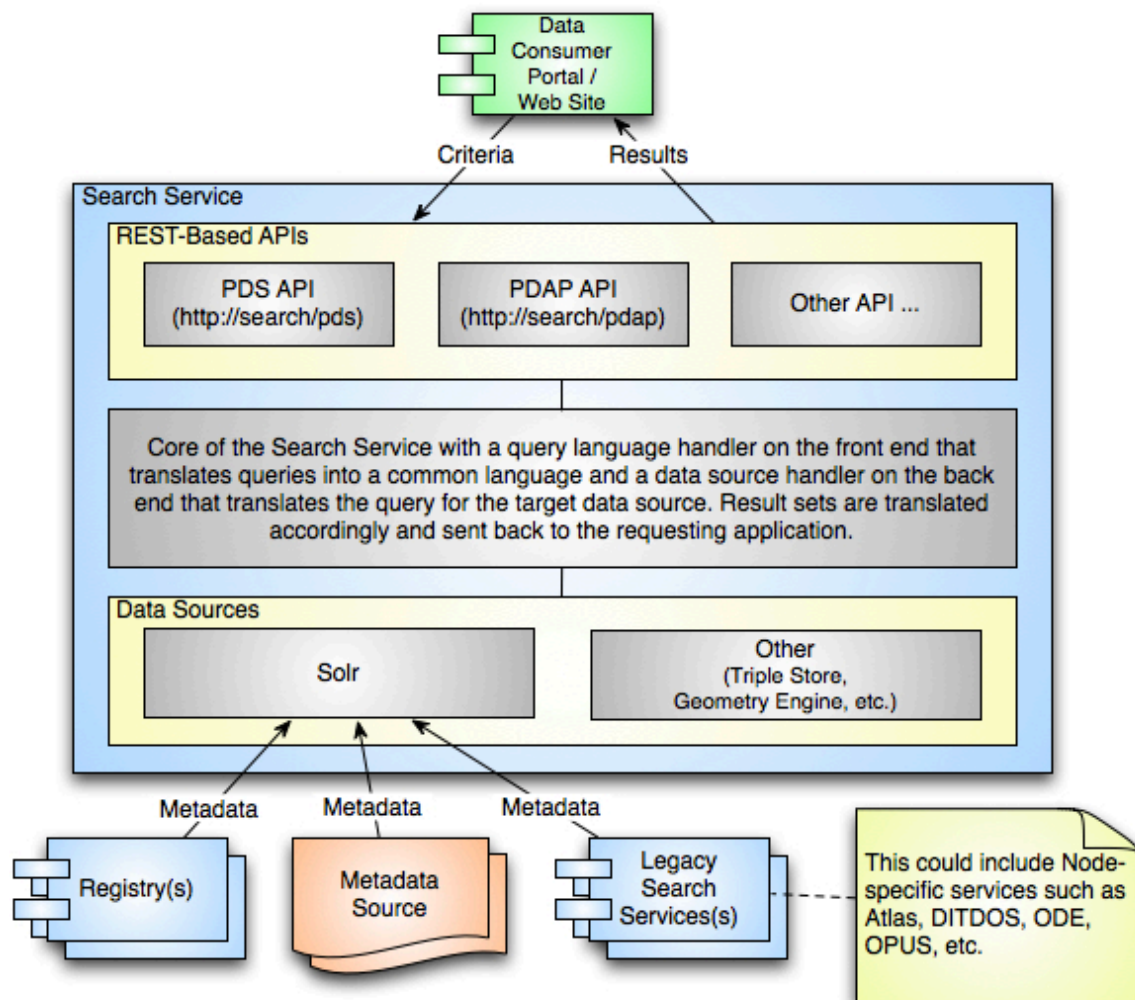 Data
Consumer
Portal /
Web Site
Criteria
Results
Search Service
REST-Based APIs
PDS API
(http://search/pds)
PDAP API
(http://search/pdap)
Other API ...
Core of the Search Service with a query language handler on the front end that
translates queries into a common language and a data source handler on the back
end that translates the query for the target data source. Result sets are translated
accordingly and sent back to the requesting application.
Data Sources
Solr
Other
(Triple Store,
Geometry Engine, etc.)
Metadata
Metadata
Metadata
Registry(s)
Metadata
Source
Legacy
Search
Services(s)
This could include Node-
specific services such as
Atlas, DITDOS, ODE,
OPUS, etc.